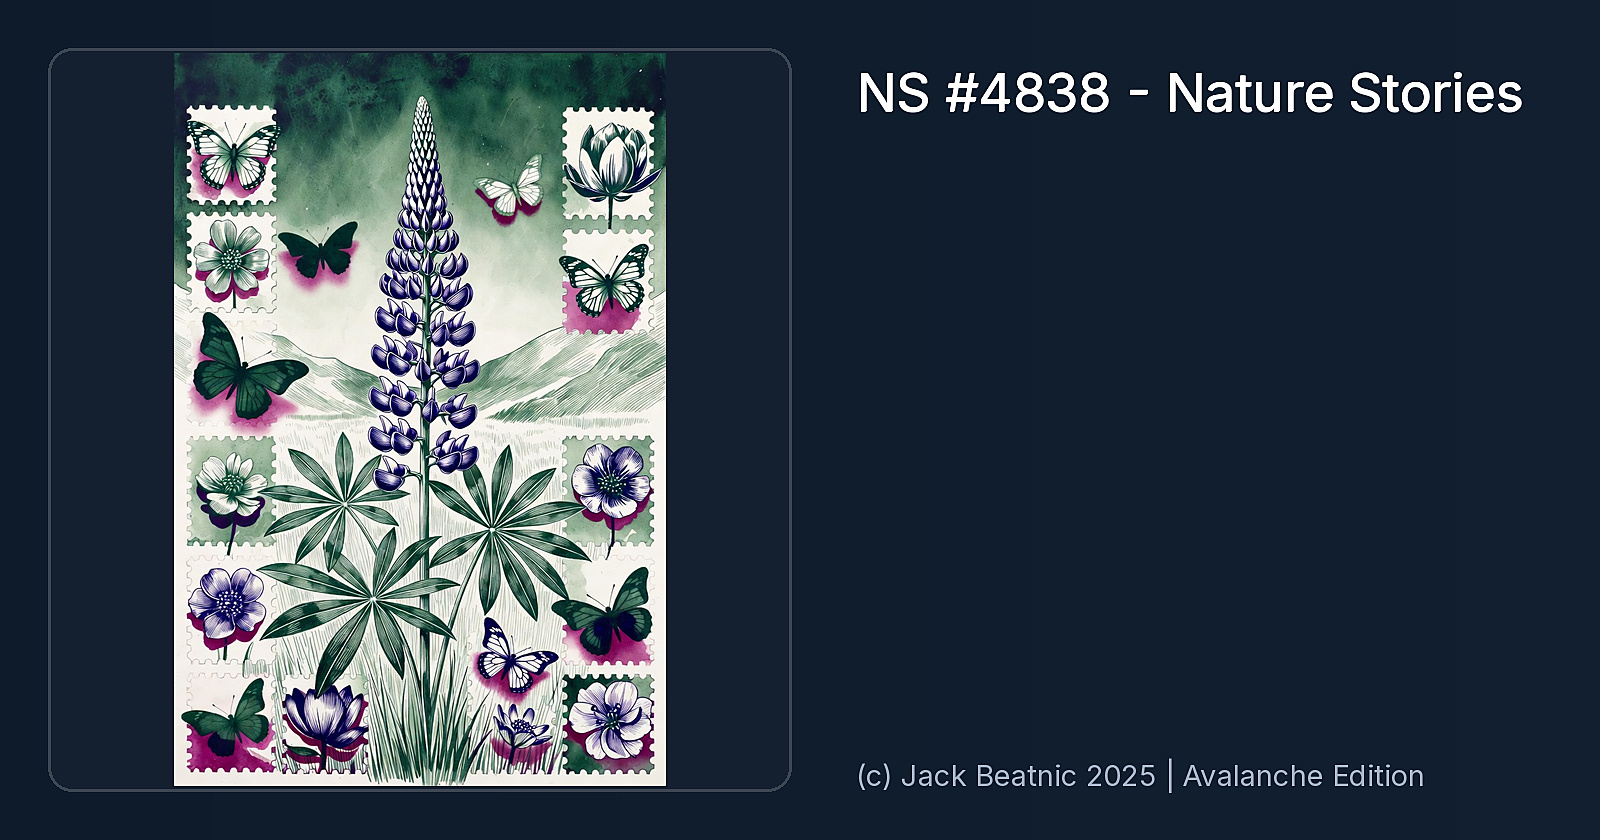 NS #4838 - Nature Stories
(c) Jack Beatnic 2025 | Avalanche Edition